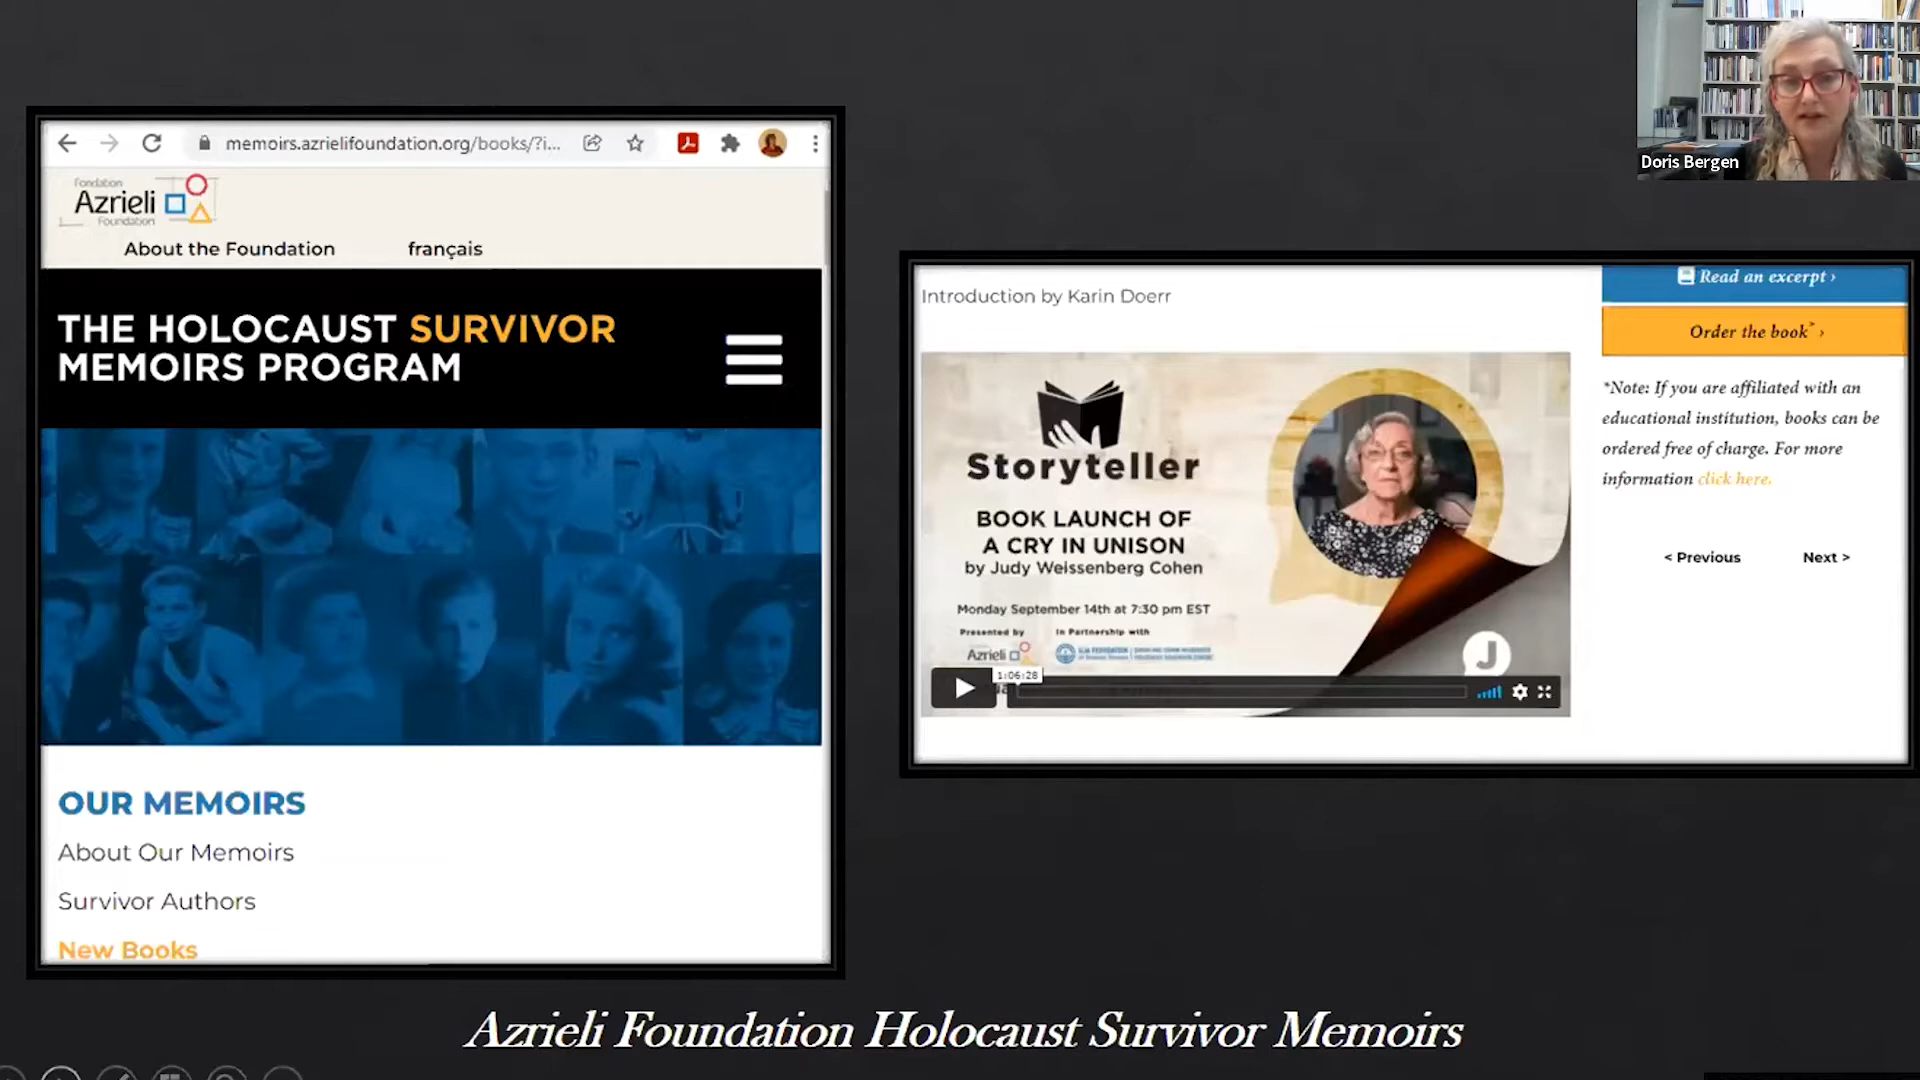 memoirs.azrielifoundation.org/books/?i...
Fondation
Azrieli
Foundation
About the Foundation
français
THE HOLOCAUST SURVIVOR
MEMOIRS PROGRAM
OUR MEMOIRS
About Our Memoirs
Survivor Authors
New Books
Doris Bergen
Introduction by Karin Doerr
Storyteller
BOOK LAUNCH OF
A CRY IN UNISON
by Judy Weissenberg Cohen
Monday September 14th at 7:30 pm EST
Presented by
In Partnership with
Azrieli
J
1:06:28
Read an excerpt ›
Order the book* ›
*Note: If you are affiliated with an
educational institution, books can be
ordered free of charge. For more
information click here.
< Previous
Next >
Azrieli Foundation Holocaust Survivor Memoirs